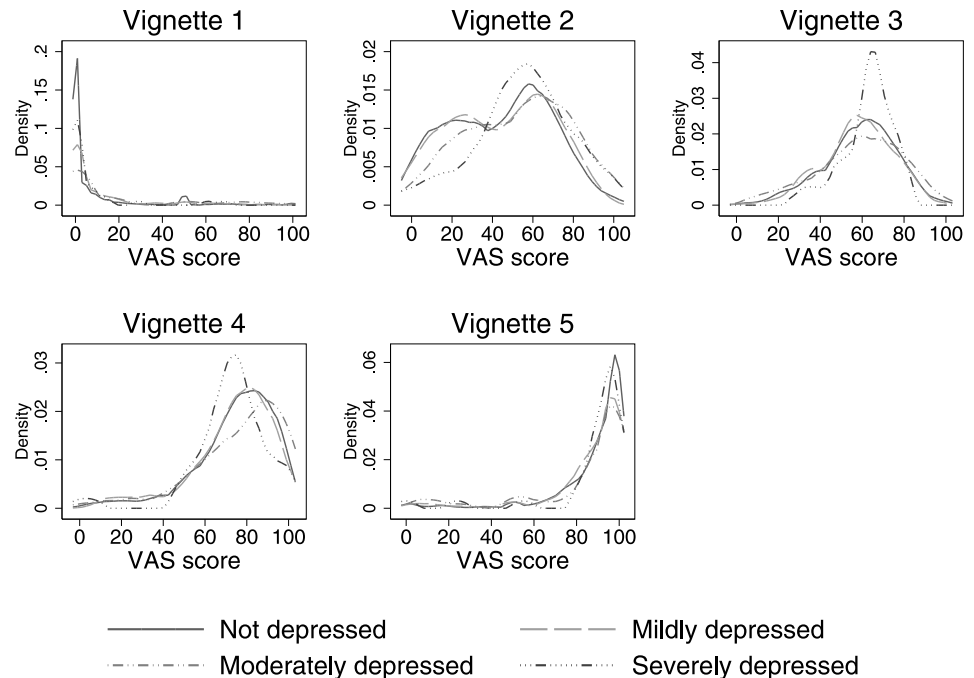 Vignette 1
Vignette 2
Vignette 3
Density
0 .05 .1 .15 .2
0 20 40 60 80 100
VAS score
Density
0 .005 .01 .015 .02
0 20 40 60 80 100
VAS score
Density
0 .01 .02 .03 .04
0 20 40 60 80 100
VAS score
Vignette 4
Vignette 5
Density
0 .01 .02 .03
0 20 40 60 80 100
VAS score
Density
0 .02 .04 .06
0 20 40 60 80 100
VAS score
Not depressed
Mildly depressed
Moderately depressed
Severely depressed